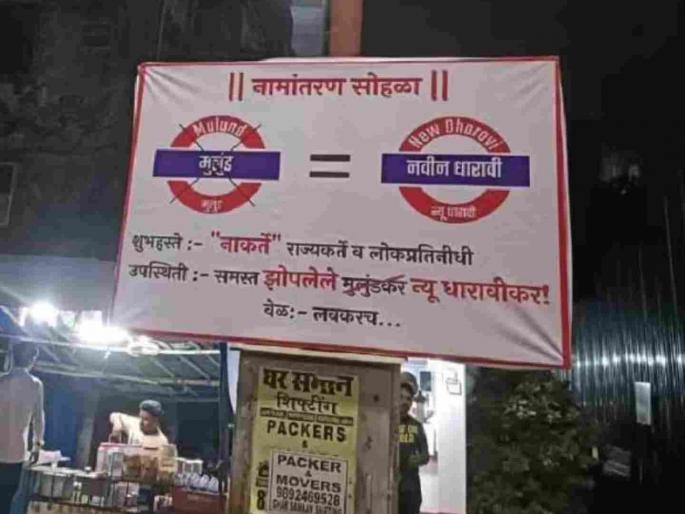 || नामांतरण सोहळा ||
Mulund
मुलुंड
मुलुंड
=
New Dharavi
नवीन धारावी
न्यू धारावी
शुभहस्ते :- "नाकर्ते" राज्यकर्ते व लोकप्रतिनीधी
उपस्थिती :- समस्त झोपलेले मुलुंडकर न्यू धारावीकर!
वेळ:- लवकरच...
घर समान
शिफ्टींग
PACKERS
&
PACKER
&
MOVERS
9892469528